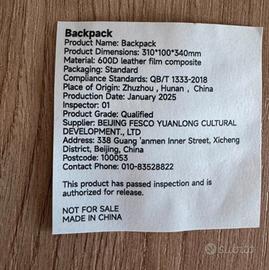 Backpack
Product Name: Backpack
Product Dimensions: 310*100*340mm
Material: 600D leather film composite
Packaging: Standard
Compliance Standards: QB/T 1333-2018
Place of Origin: Zhuzhou , Hunan , China
Production Date: January 2025
Inspector: 01
Product Grade: Qualified
Supplier: BEIJING FESCO YUANLONG CULTURAL
DEVELOPMENT., LTD
Address: 338 Guang 'anmen Inner Street, Xicheng
District, Beijing, China
Postcode: 100053
Contact Phone: 010-83528822
This product has passed inspection and is
authorized for release.
NOT FOR SALE
MADE IN CHINA
subito